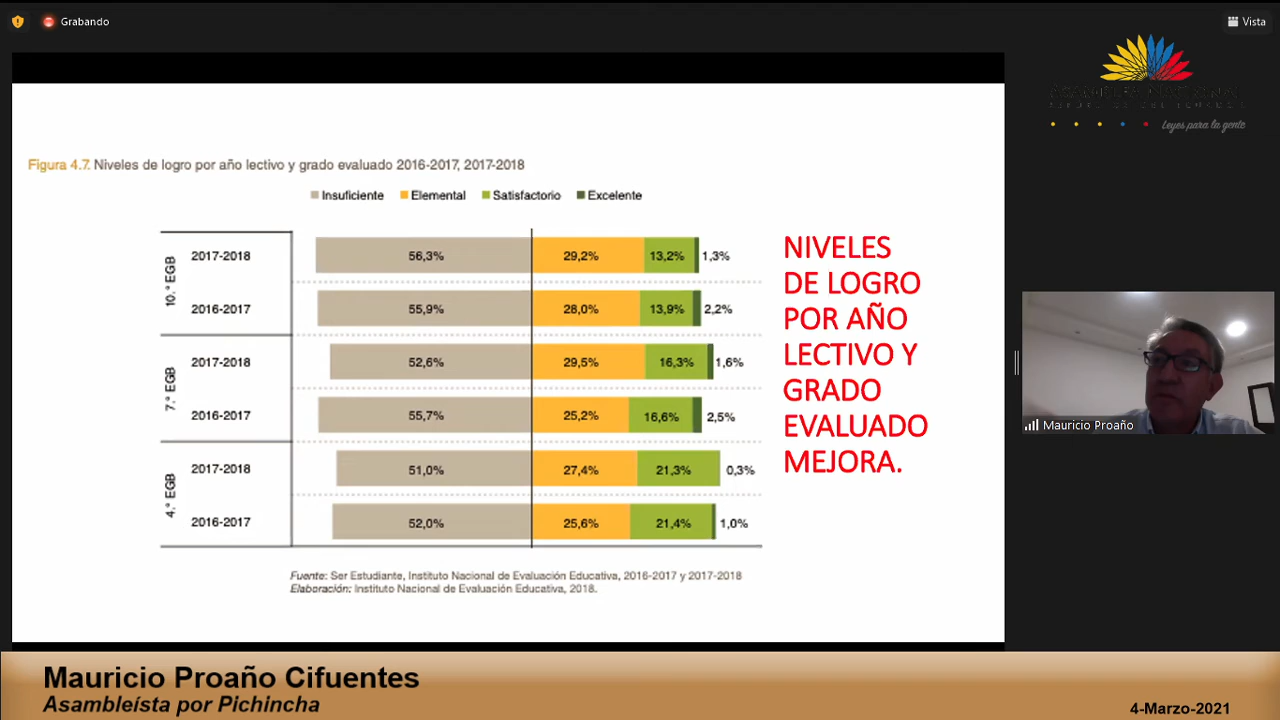 Grabando
Vista
ASAMBLEA NACIONAL
REPÚBLICA DEL ECUADOR
Leyes para la gente
Figura 4.7. Niveles de logro por año lectivo y grado evaluado 2016-2017, 2017-2018
Insuficiente Elemental Satisfactorio Excelente
10.° EGB
2017-2018 56,3% 29,2% 13,2% 1,3%
2016-2017 55,9% 28,0% 13,9% 2,2%
7.° EGB
2017-2018 52,6% 29,5% 16,3% 1,6%
2016-2017 55,7% 25,2% 16,6% 2,5%
4.° EGB
2017-2018 51,0% 27,4% 21,3% 0,3%
2016-2017 52,0% 25,6% 21,4% 1,0%
Fuente: Ser Estudiante, Instituto Nacional de Evaluación Educativa, 2016-2017 y 2017-2018
Elaboración: Instituto Nacional de Evaluación Educativa, 2018.
NIVELES
DE LOGRO
POR AÑO
LECTIVO Y
GRADO
EVALUADO
MEJORA.
Mauricio Proaño
Mauricio Proaño Cifuentes
Asambleísta por Pichincha
4-Marzo-2021